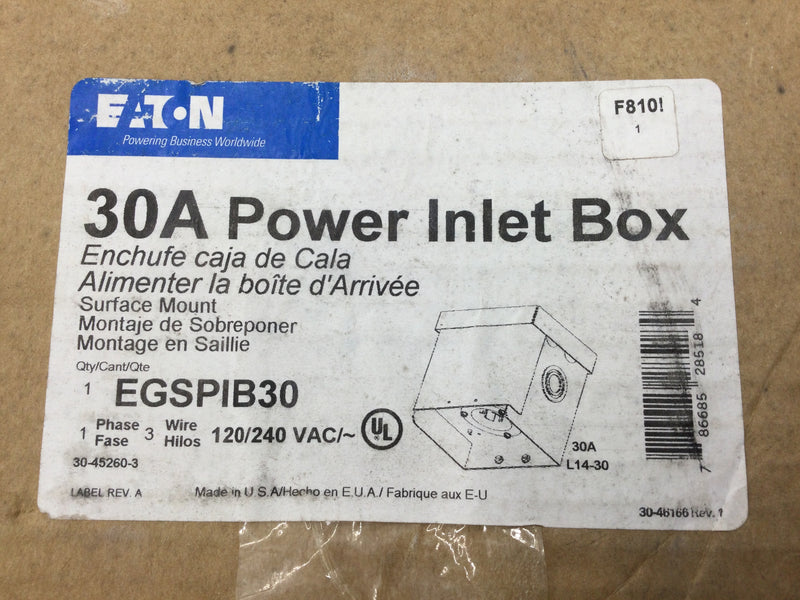 EATON
Powering Business Worldwide
F810!
1
30A Power Inlet Box
Enchufe caja de Cala
Alimenter la boîte d'Arrivée
Surface Mount
Montaje de Sobreponer
Montage en Saillie
Qty/Cant/Qte
1 EGSPIB30
1 Phase Fase 3 Wire Hilos 120/240 VAC/~ UL
30A
L14-30
7 86685 28518 4
30-45260-3
LABEL REV. A
Made in U.S.A/Hecho en E.U.A./ Fabrique aux E-U
30-46166 Rev. 1